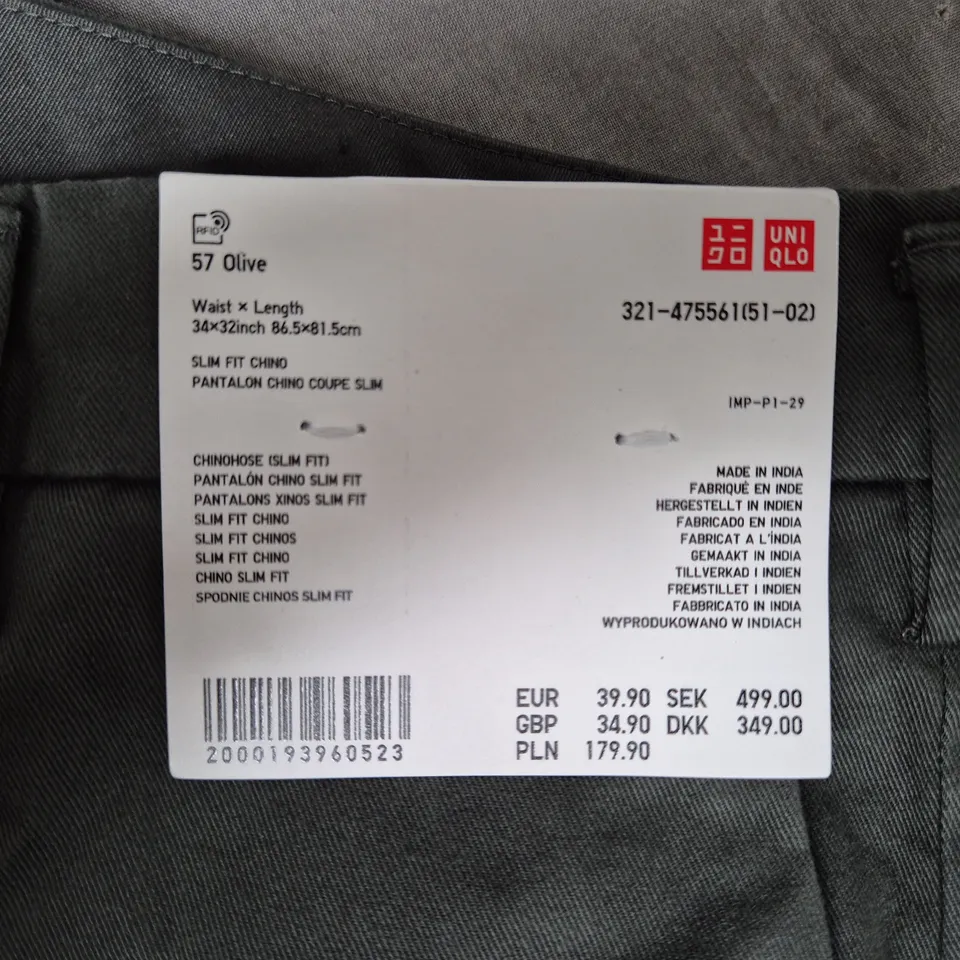 RFID
57 Olive
ユニ
クロ
UNI
QLO
Waist × Length
34×32inch 86.5×81.5cm
321-475561(51-02)
SLIM FIT CHINO
PANTALON CHINO COUPE SLIM
IMP-P1-29
CHINOHOSE (SLIM FIT)
PANTALÓN CHINO SLIM FIT
PANTALONS XINOS SLIM FIT
SLIM FIT CHINO
SLIM FIT CHINOS
SLIM FIT CHINO
CHINO SLIM FIT
SPODNIE CHINOS SLIM FIT
MADE IN INDIA
FABRIQUÉ EN INDE
HERGESTELLT IN INDIEN
FABRICADO EN INDIA
FABRICAT A L'ÍNDIA
GEMAAKT IN INDIA
TILLVERKAD I INDIEN
FREMSTILLET I INDIEN
FABBRICATO IN INDIA
WYPRODUKOWANO W INDIACH
2000193960523
EUR 39.90 SEK 499.00
GBP 34.90 DKK 349.00
PLN 179.90